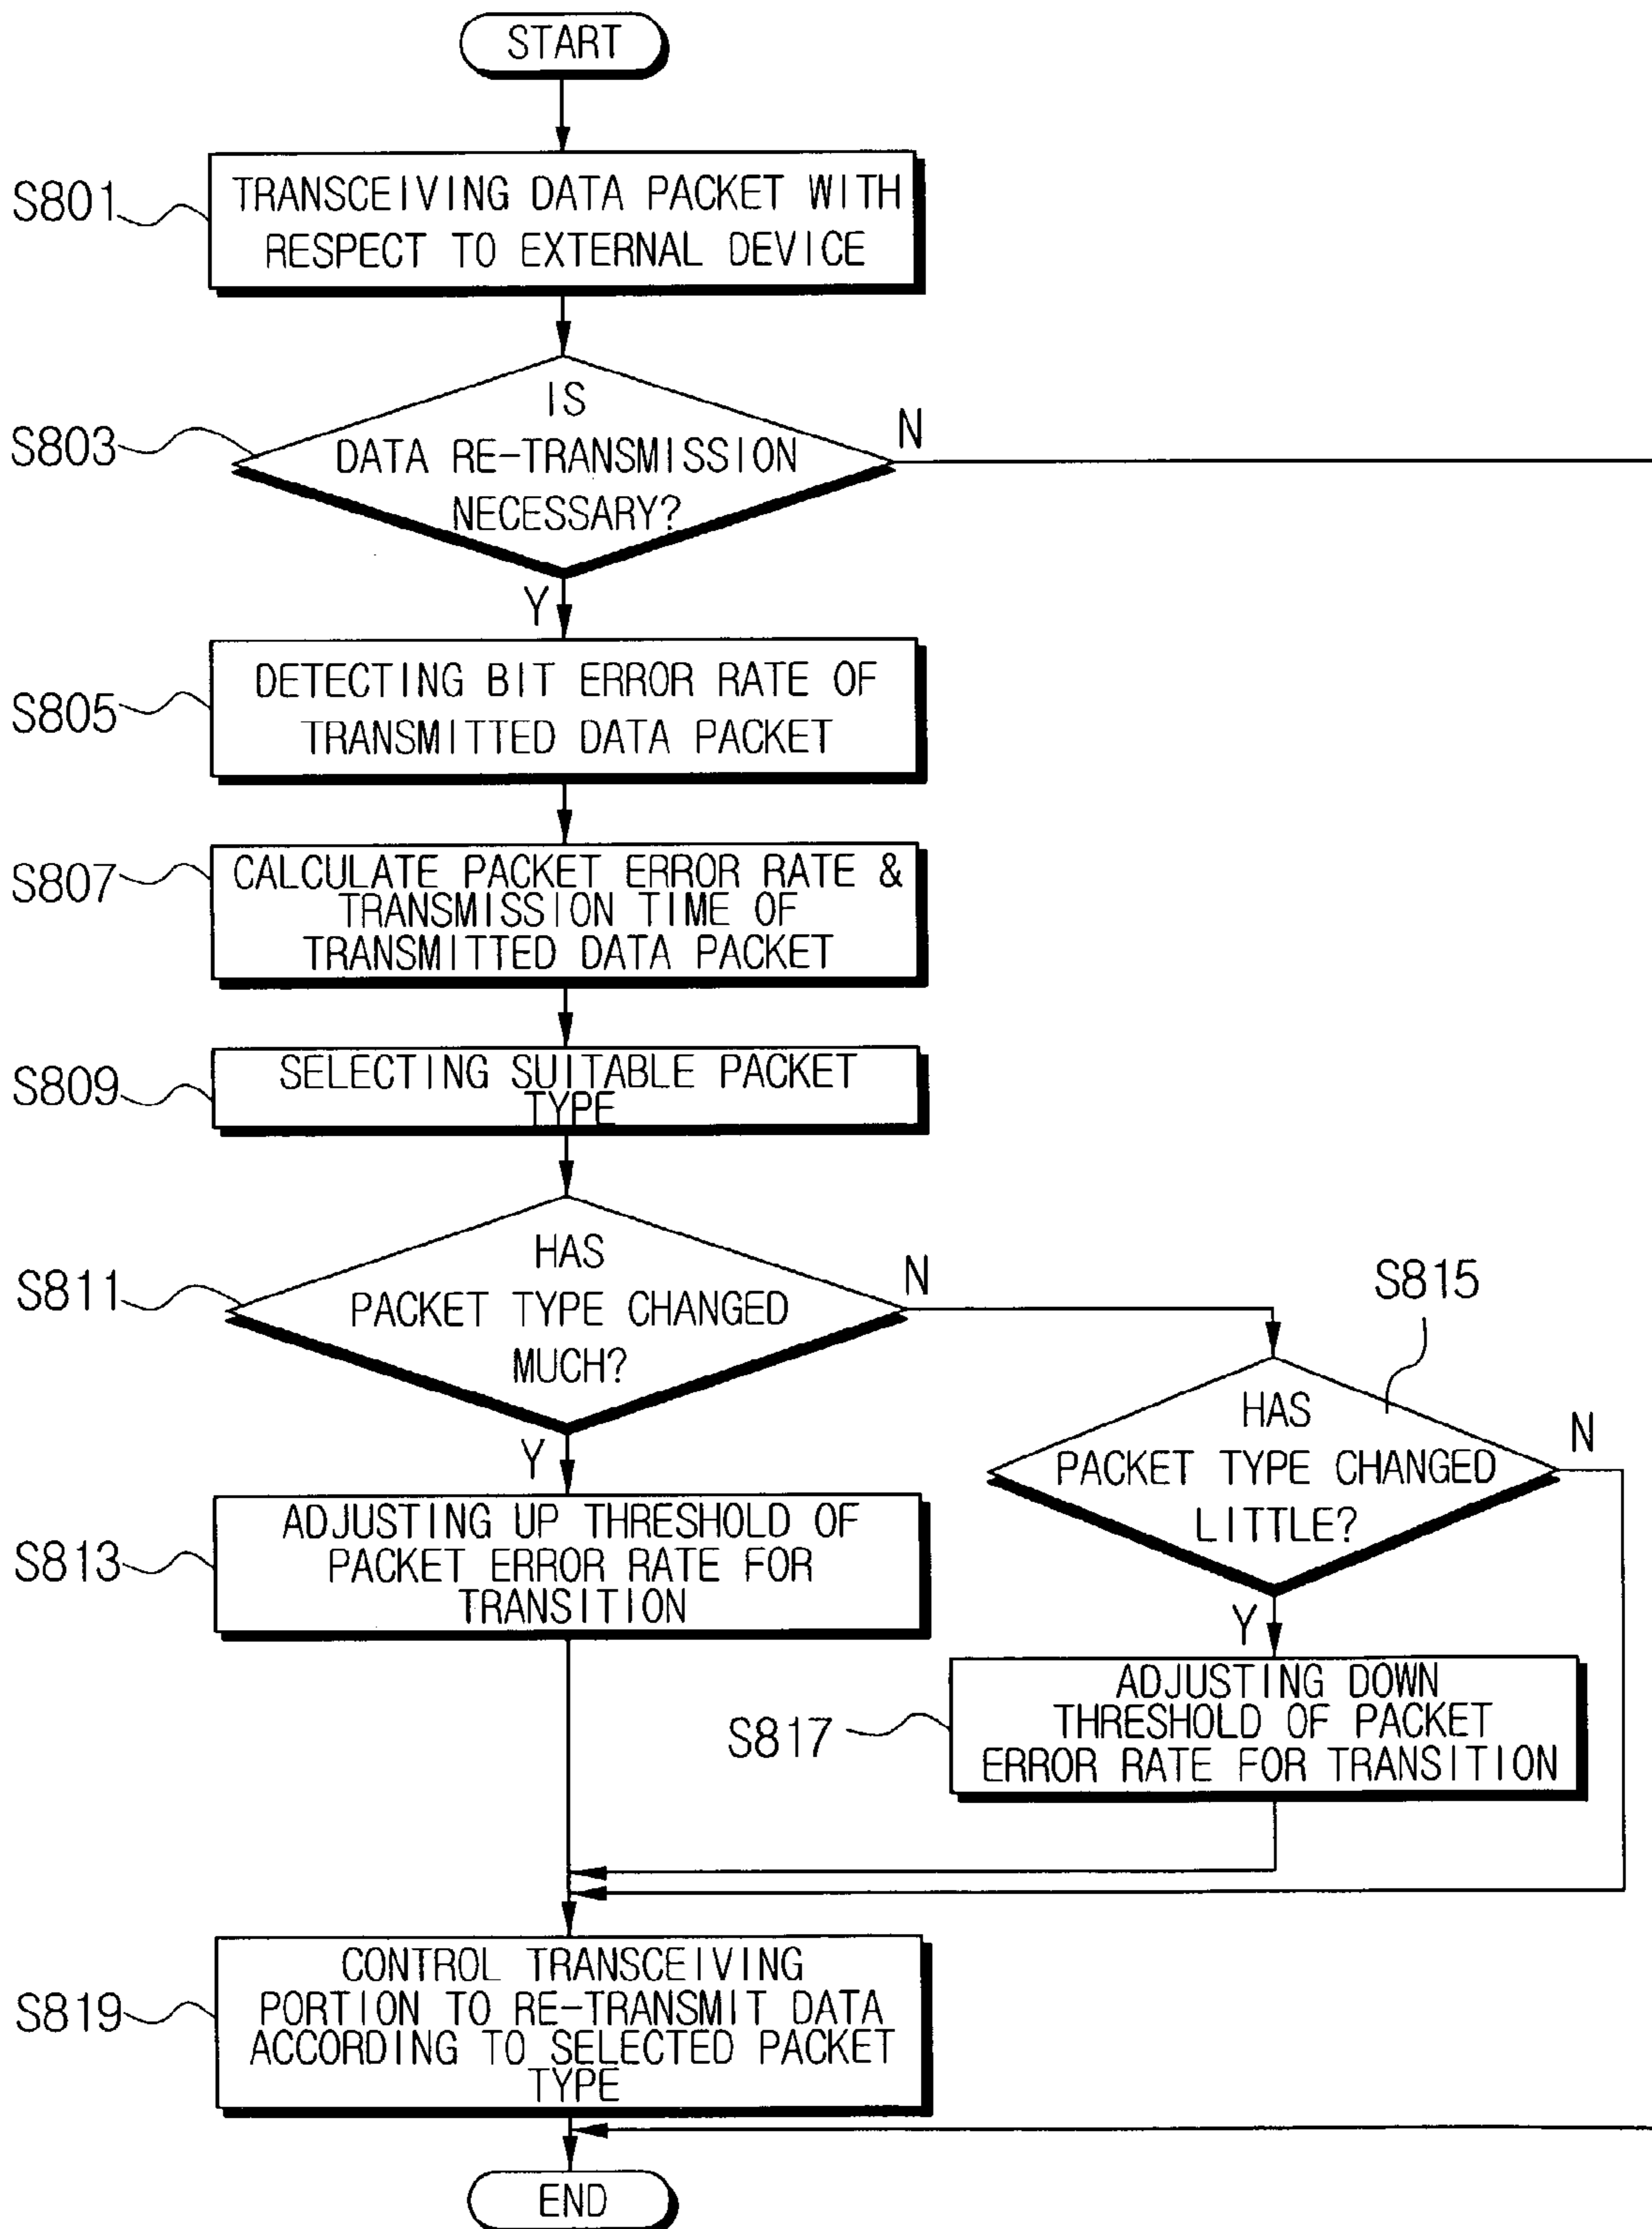 START
S801
TRANSCEIVING DATA PACKET WITH
RESPECT TO EXTERNAL DEVICE
S803
IS
DATA RE-TRANSMISSION
NECESSARY?
N
Y
S805
DETECTING BIT ERROR RATE OF
TRANSMITTED DATA PACKET
S807
CALCULATE PACKET ERROR RATE &
TRANSMISSION TIME OF
TRANSMITTED DATA PACKET
S809
SELECTING SUITABLE PACKET
TYPE
S811
HAS
PACKET TYPE CHANGED
MUCH?
N
Y
S815
HAS
PACKET TYPE CHANGED
LITTLE?
N
Y
S813
ADJUSTING UP THRESHOLD OF
PACKET ERROR RATE FOR
TRANSITION
S817
ADJUSTING DOWN
THRESHOLD OF PACKET
ERROR RATE FOR TRANSITION
S819
CONTROL TRANSCEIVING
PORTION TO RE-TRANSMIT DATA
ACCORDING TO SELECTED PACKET
TYPE
END